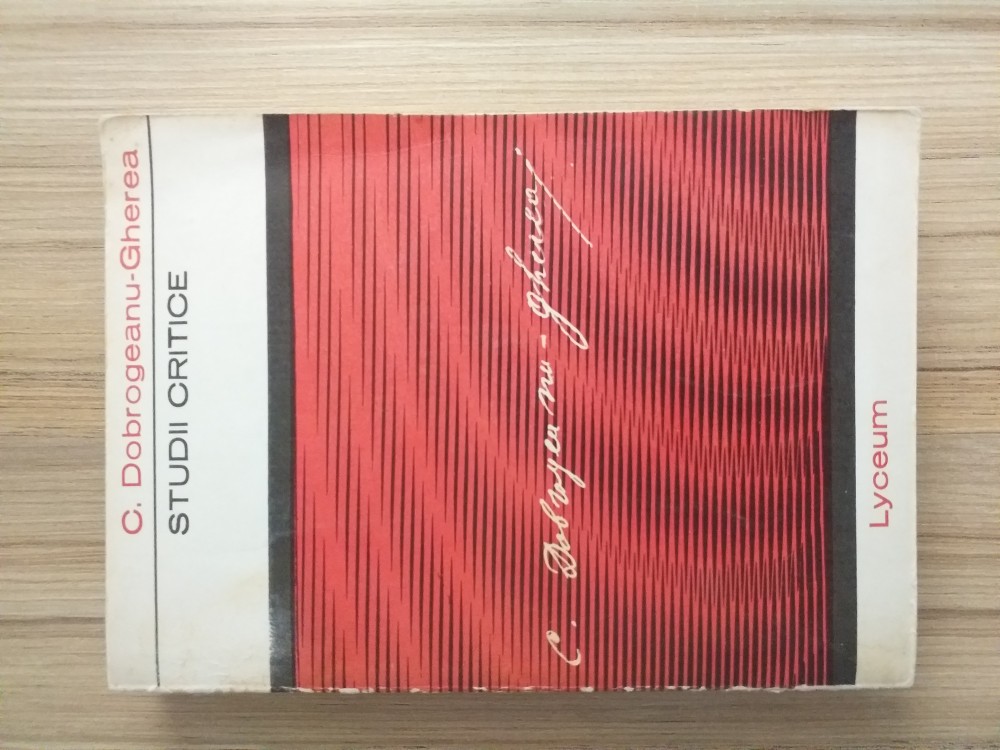 C. Dobrogeanu-Gherea
STUDII CRITICE
C. Dobrogeanu-Gherea
Lyceum